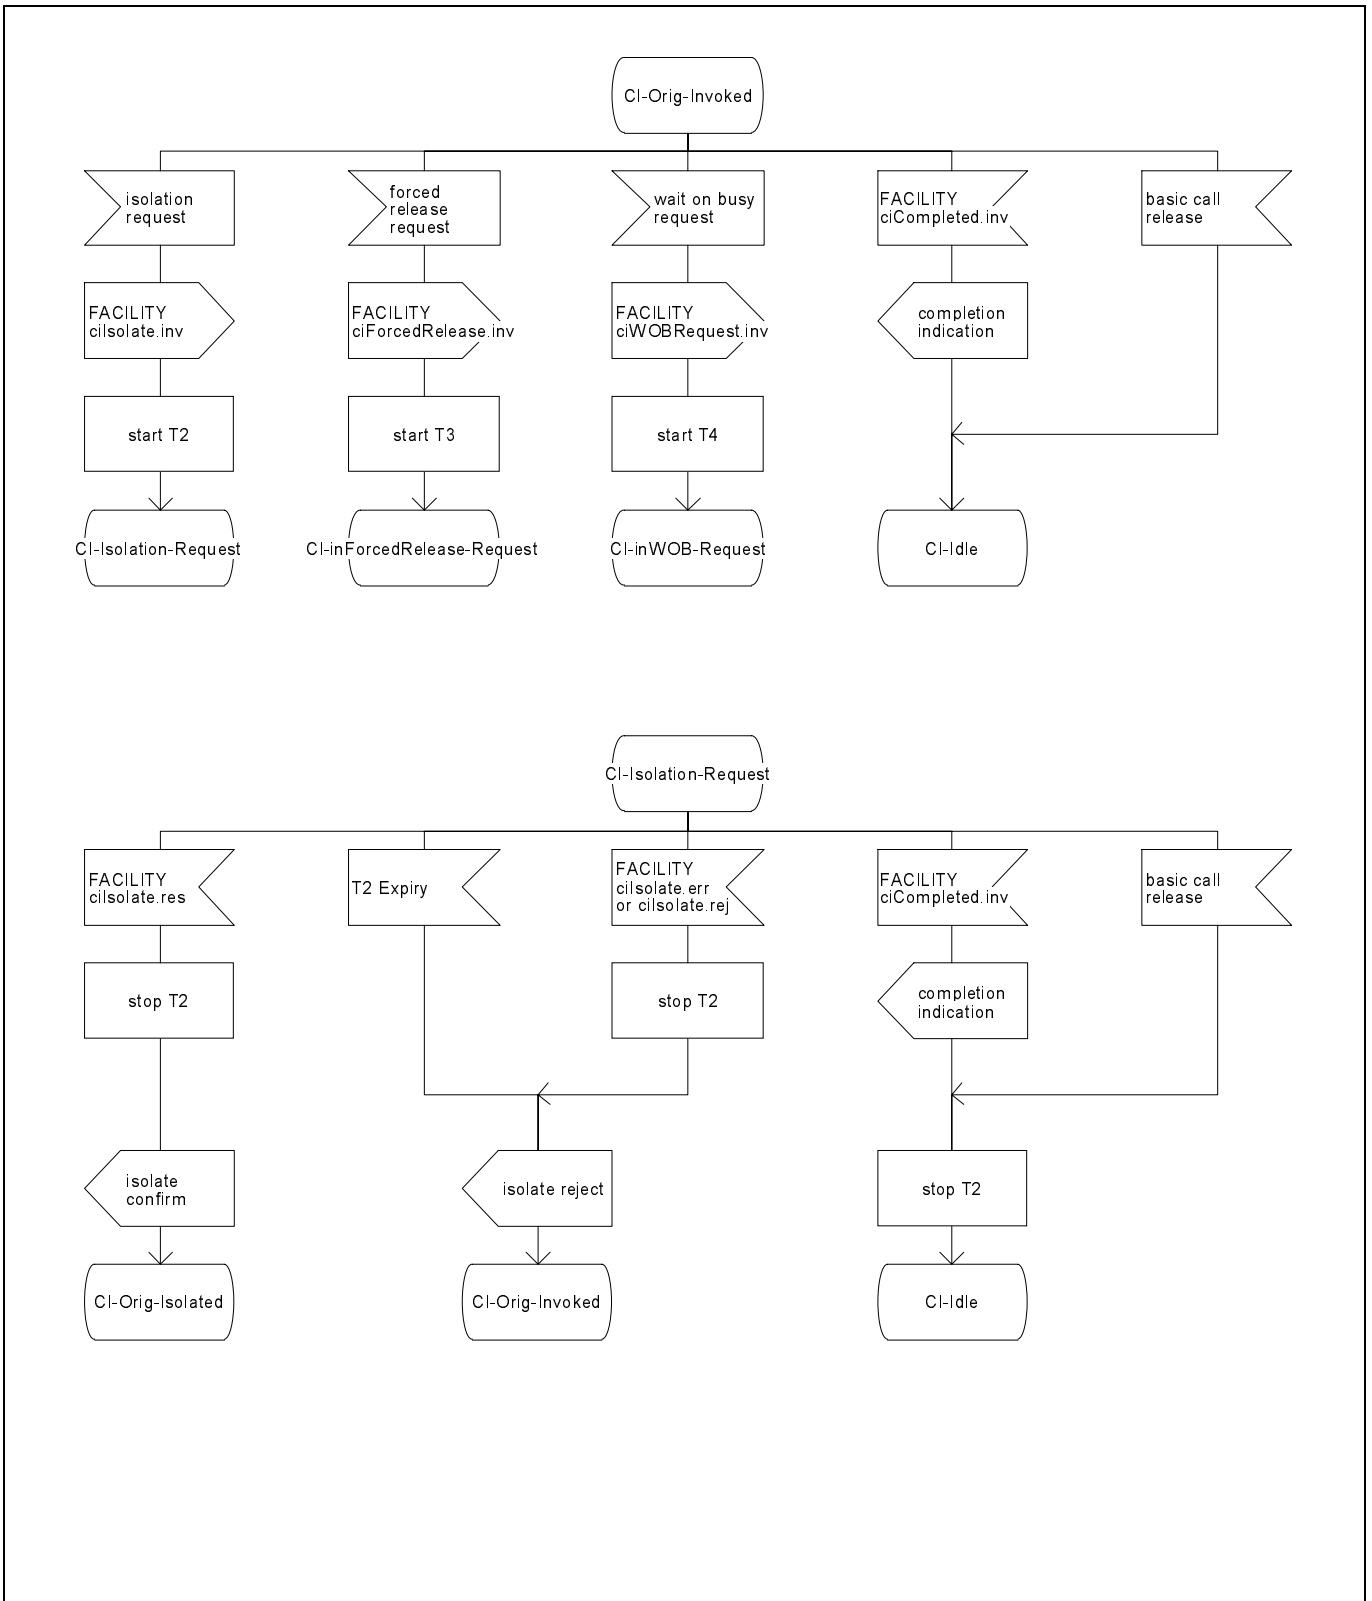 CI-Orig-Invoked
isolation
request
forced
release
request
wait on busy
request
FACILITY
ciCompleted.inv
basic call
release
FACILITY
ciIsolate.inv
FACILITY
ciForcedRelease.inv
FACILITY
ciWOBRequest.inv
completion
indication
start T2
start T3
start T4
CI-Isolation-Request
CI-inForcedRelease-Request
CI-inWOB-Request
CI-Idle
CI-Isolation-Request
FACILITY
ciIsolate.res
T2 Expiry
FACILITY
ciIsolate.err
or ciIsolate.rej
FACILITY
ciCompleted.inv
basic call
release
stop T2
stop T2
completion
indication
isolate
confirm
isolate reject
stop T2
CI-Orig-Isolated
CI-Orig-Invoked
CI-Idle